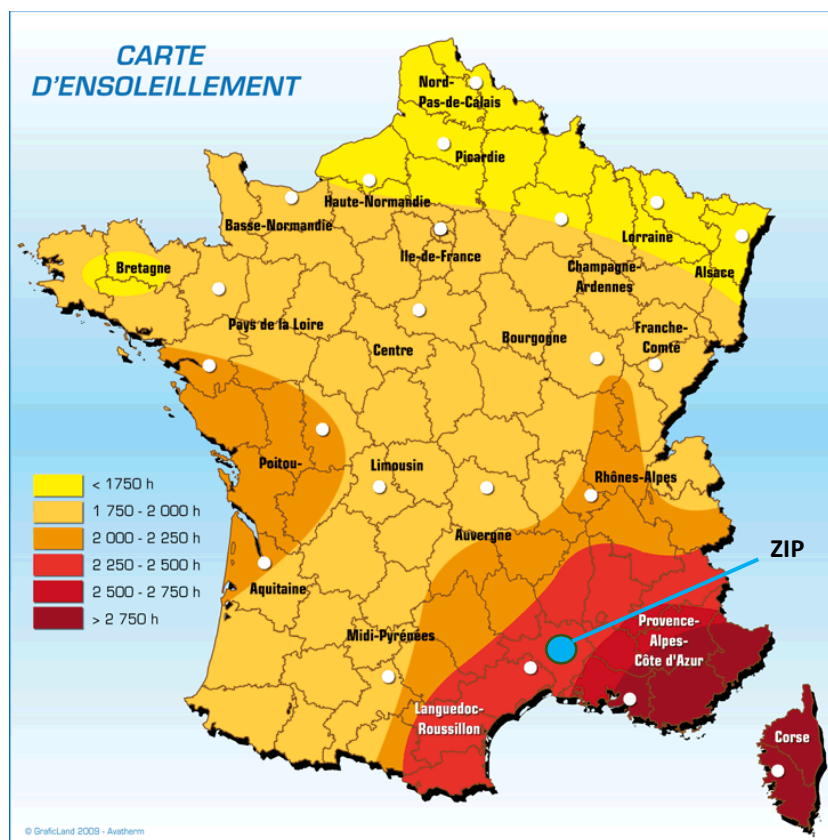 CARTE
D'ENSOLEILLEMENT
Nord-
Pas-de-Calais
Picardie
Haute-Normandie
Basse-Normandie
Ile-de-France
Lorraine
Alsace
Champagne-
Ardennes
Bretagne
Pays de la Loire
Centre
Bourgogne
Franche-
Comté
Poitou-
Limousin
Rhônes-Alpes
Auvergne
Aquitaine
Midi-Pyrénées
Languedoc-
Roussillon
Provence-
Alpes-
Côte d'Azur
Corse
ZIP
< 1750 h
1 750 - 2 000 h
2 000 - 2 250 h
2 250 - 2 500 h
2 500 - 2 750 h
> 2 750 h
© GraficLand 2009 - Avatherm